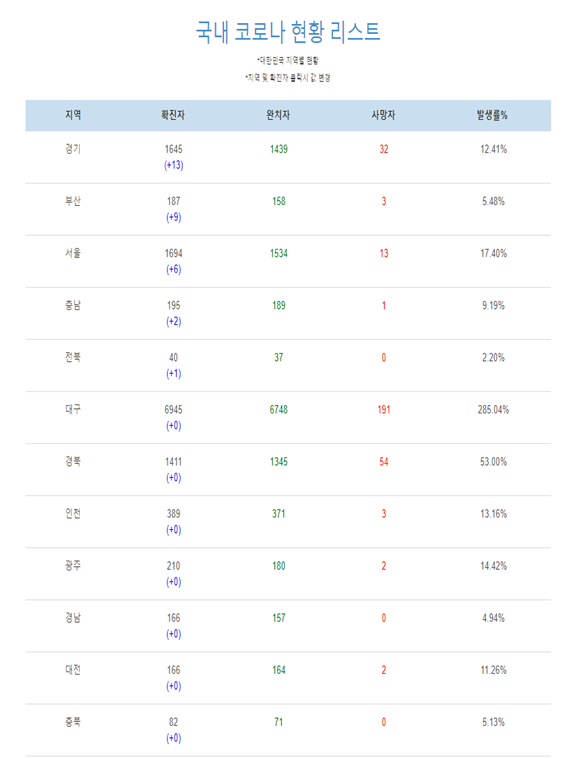 국내 코로나 현황 리스트
*대한민국 지역별 현황
*지역 및 확진자 클릭시 값 변경
지역 확진자 완치자 사망자 발생률%
경기 1645 1439 32 12.41%
(+13)
부산 187 158 3 5.48%
(+9)
서울 1694 1534 13 17.40%
(+6)
충남 195 189 1 9.19%
(+2)
전북 40 37 0 2.20%
(+1)
대구 6945 6748 191 285.04%
(+0)
경북 1411 1345 54 53.00%
(+0)
인천 389 371 3 13.16%
(+0)
광주 210 180 2 14.42%
(+0)
경남 166 157 0 4.94%
(+0)
대전 166 164 2 11.26%
(+0)
충북 82 71 0 5.13%
(+0)